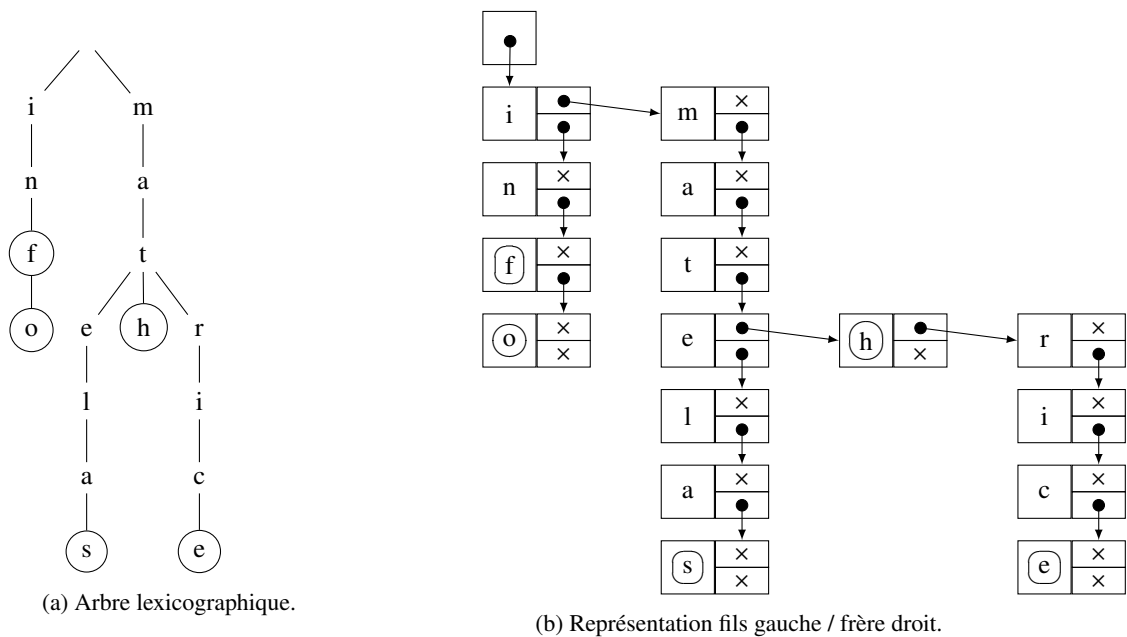 i m
n a
f t
o e h r
l i
a c
s e
(a) Arbre lexicographique.
i × m
× n × a
× f × t
× × o e h × × r
× l × i
× a × c
× × s × × e
(b) Représentation fils gauche / frère droit.